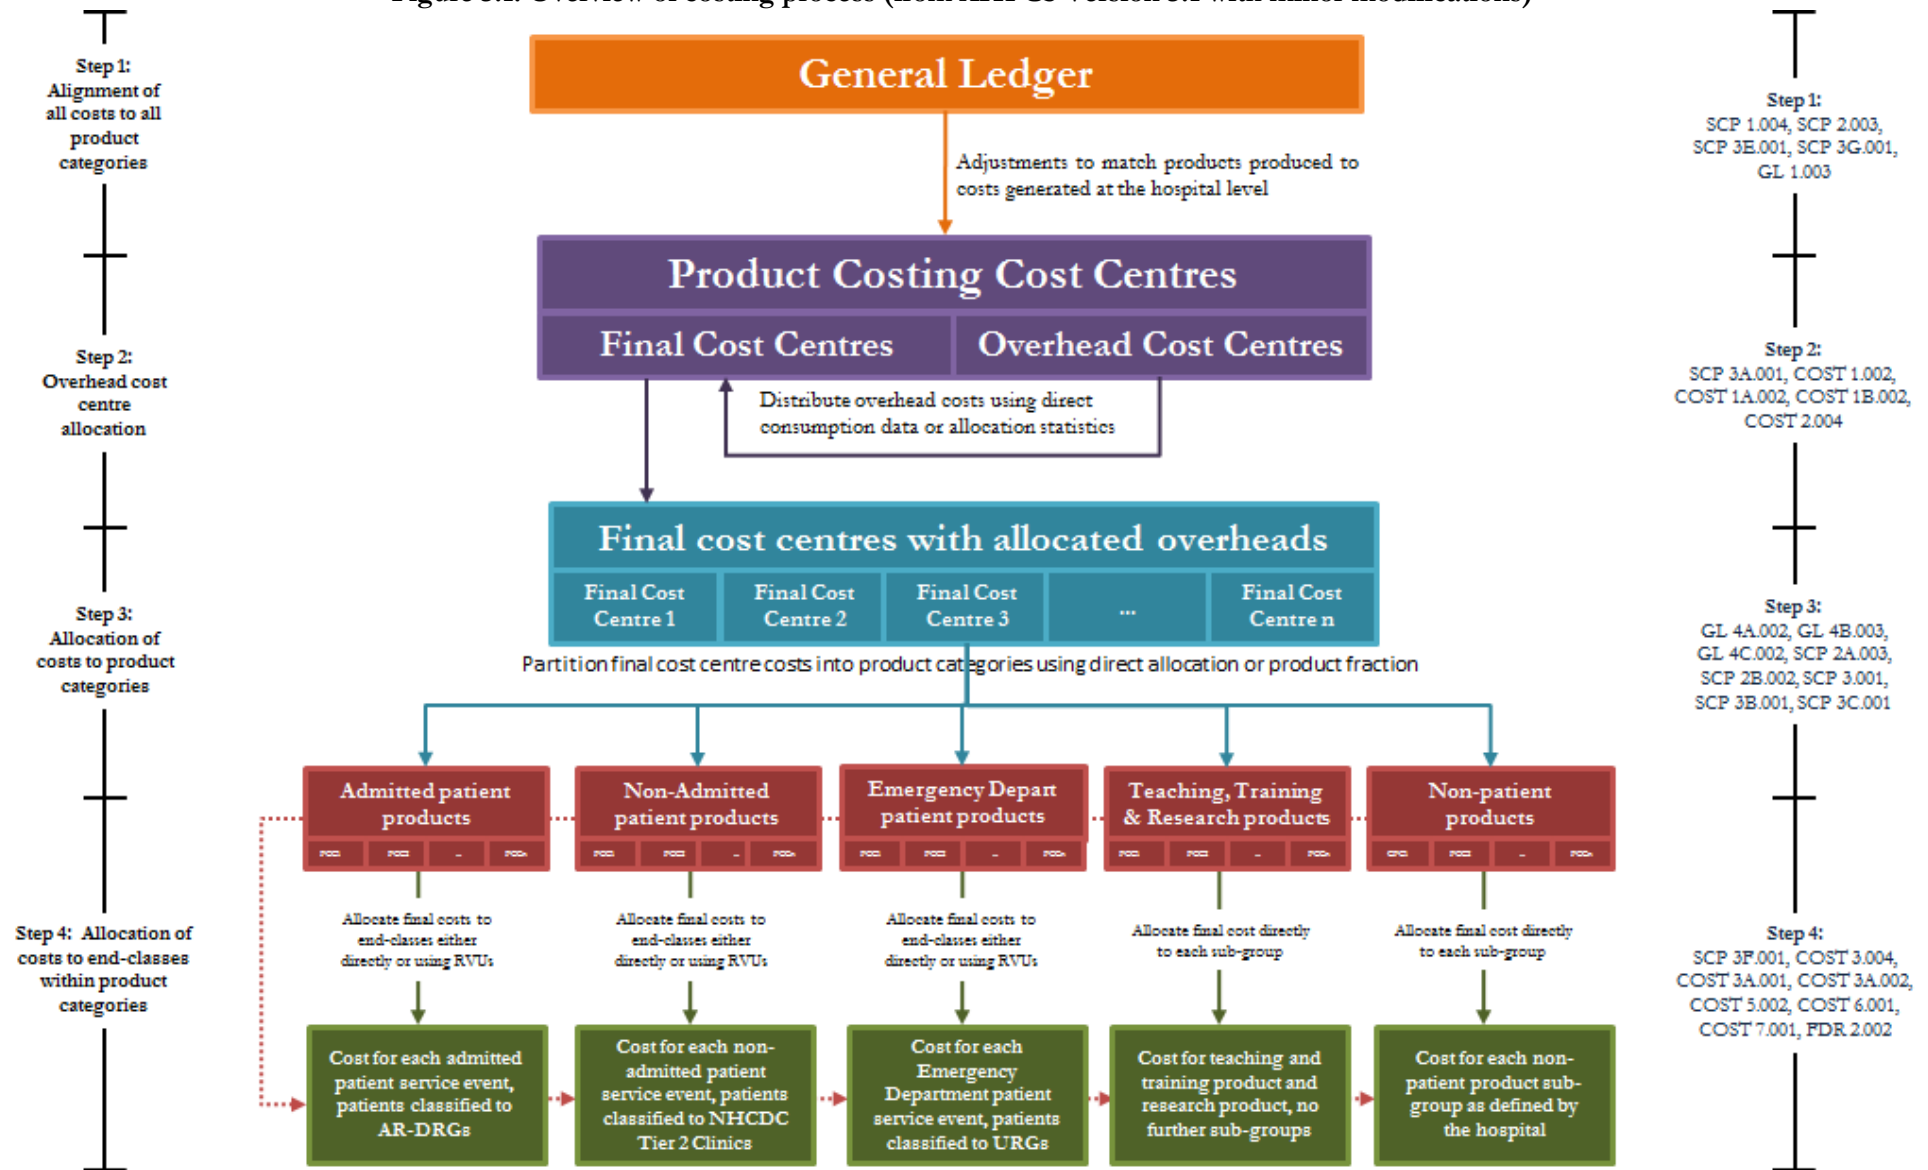 Step 1:
Alignment of
all costs to all
product
categories
Step 2:
Overhead cost
centre
allocation
Step 3:
Allocation of
costs to product
categories
Step 4: Allocation of
costs to end-classes
within product
categories
General Ledger
Adjustments to match products produced to
costs generated at the hospital level
Product Costing Cost Centres
Final Cost Centres
Overhead Cost Centres
Distribute overhead costs using direct
consumption data or allocation statistics
Final cost centres with allocated overheads
Final Cost
Centre 1
Final Cost
Centre 2
Final Cost
Centre 3
...
Final Cost
Centre n
Partition final cost centre costs into product categories using direct allocation or product fraction
Admitted patient
products
Non-Admitted
patient products
Emergency Depart
patient products
Teaching, Training
& Research products
Non-patient
products
Allocate final costs to
end-classes either
directly or using RVUs
Allocate final costs to
end-classes either
directly or using RVUs
Allocate final costs to
end-classes either
directly or using RVUs
Allocate final cost directly
to each sub-group
Allocate final cost directly
to each sub-group
Cost for each admitted
patient service event,
patients classified to
AR-DRGs
Cost for each non-
admitted patient
service event, patients
classified to NHCDC
Tier 2 Clinics
Cost for each
Emergency
Department patient
service event, patients
classified to URGs
Cost for teaching and
training product and
research product, no
further sub-groups
Cost for each non-
patient product sub-
group as defined by
the hospital
Step 1:
SCP 1.004, SCP 2.003,
SCP 3E.001, SCP 3G.001,
GL 1.003
Step 2:
SCP 3A.001, COST 1.002,
COST 1A.002, COST 1B.002,
COST 2.004
Step 3:
GL 4A.002, GL 4B.003,
GL 4C.002, SCP 2A.003,
SCP 2B.002, SCP 3.001,
SCP 3B.001, SCP 3C.001
Step 4:
SCP 3F.001, COST 3.004,
COST 3A.001, COST 3A.002,
COST 5.002, COST 6.001,
COST 7.001, FDR 2.002